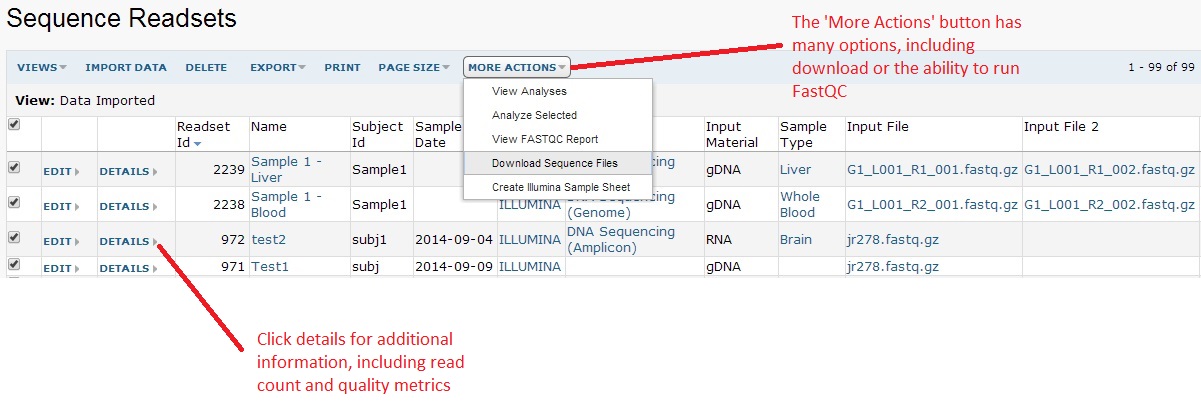 Sequence Readsets
The 'More Actions' button has
many options, including
download or the ability to run
FastQC
VIEWS IMPORT DATA DELETE EXPORT PRINT PAGE SIZE MORE ACTIONS 1 - 99 of 99
View: Data Imported
View Analyses
Analyze Selected
View FASTQC Report
Download Sequence Files
Create Illumina Sample Sheet
Readset Id Name Subject Id Sample Date Input Material Sample Type Input File Input File 2
EDIT DETAILS 2239 Sample 1 - Liver Sample1 gDNA Liver G1_L001_R1_001.fastq.gz G1_L001_R1_002.fastq.gz
EDIT DETAILS 2238 Sample 1 - Blood Sample1 ILLUMINA DNA Sequencing (Genome) gDNA Whole Blood G1_L001_R2_001.fastq.gz G1_L001_R2_002.fastq.gz
EDIT DETAILS 972 test2 subj1 2014-09-04 ILLUMINA DNA Sequencing (Amplicon) RNA Brain jr278.fastq.gz
EDIT DETAILS 971 Test1 subj 2014-09-09 ILLUMINA gDNA jr278.fastq.gz
Click details for additional
information, including read
count and quality metrics